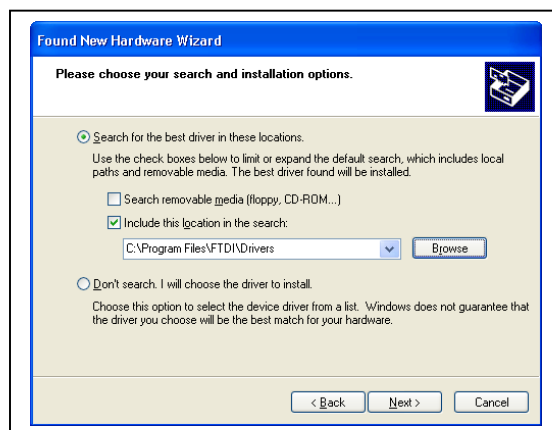 Found New Hardware Wizard
Please choose your search and installation options.
Search for the best driver in these locations.
Use the check boxes below to limit or expand the default search, which includes local
paths and removable media. The best driver found will be installed.
Search removable media (floppy, CD-ROM...)
Include this location in the search:
C:\Program Files\FTDI\Drivers
Browse
Don't search. I will choose the driver to install.
Choose this option to select the device driver from a list. Windows does not guarantee that
the driver you choose will be the best match for your hardware.
< Back Next > Cancel